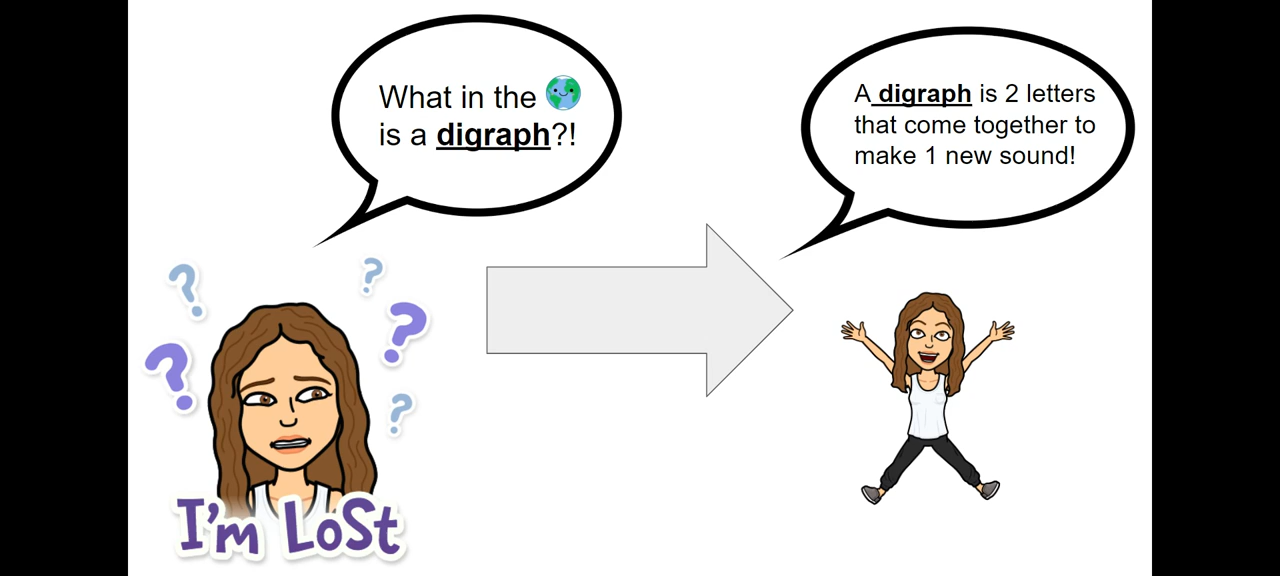 What in the 🌍
is a digraph?!
A digraph is 2 letters
that come together to
make 1 new sound!
? ? ? ? ?
I'm LoSt